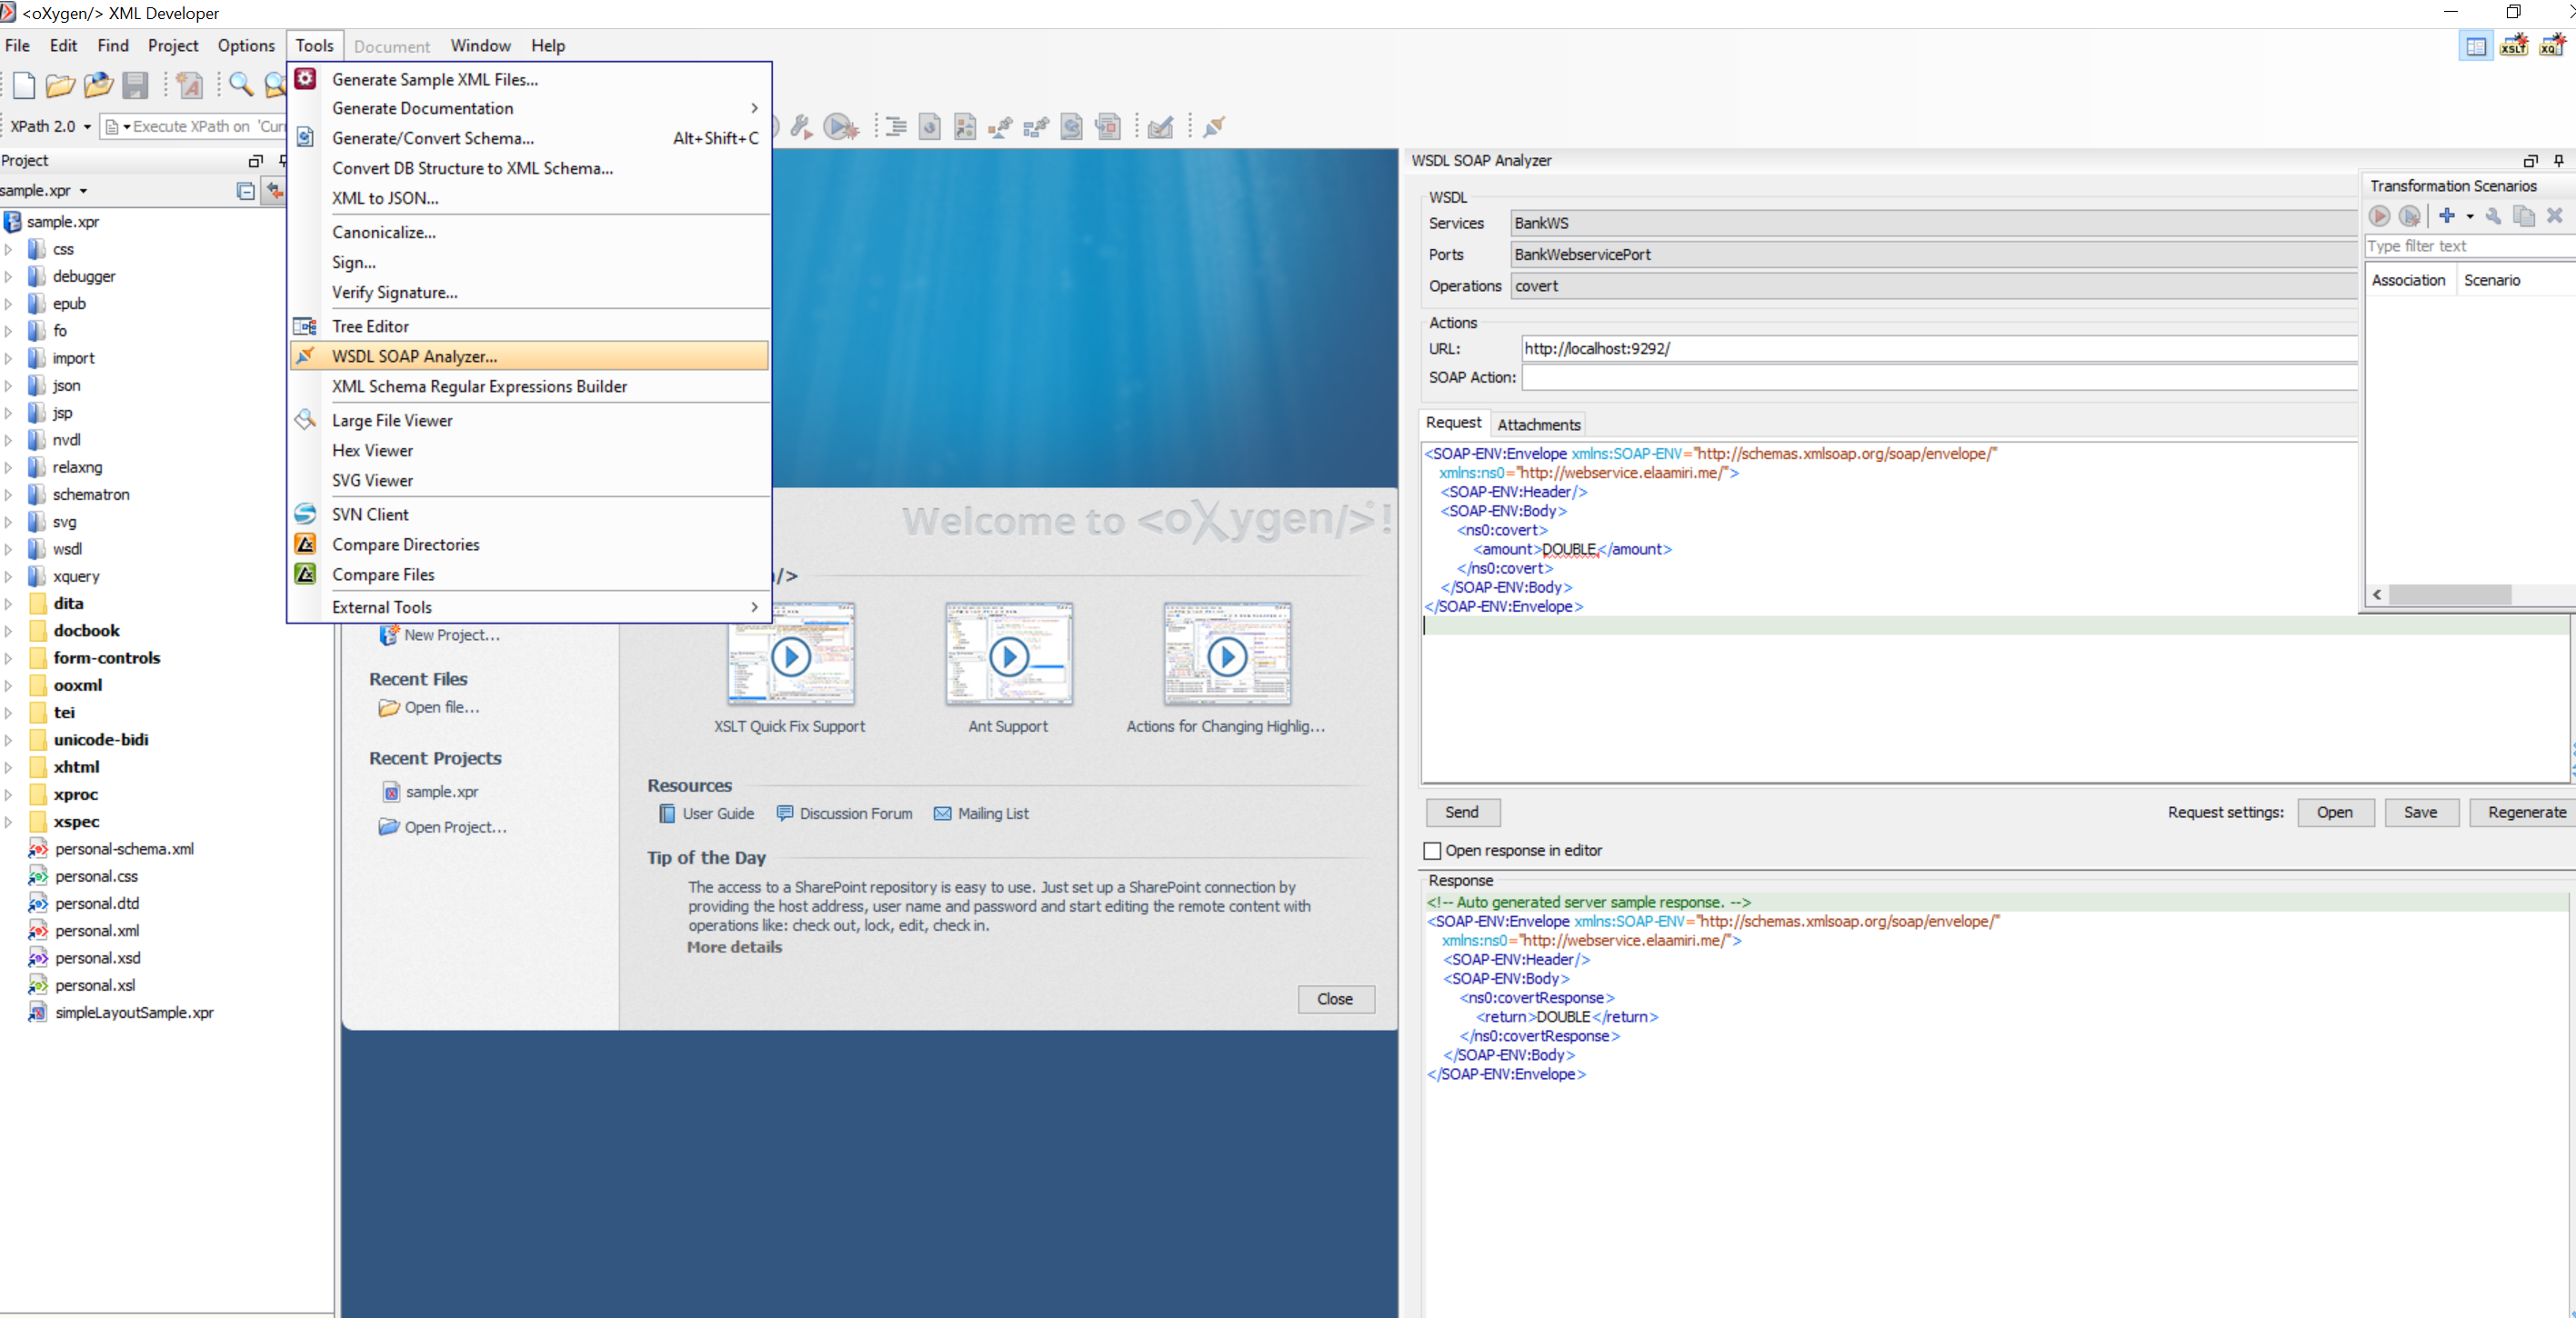 <oXygen/> XML Developer
File Edit Find Project Options Tools Document Window Help
XSLT XQ
XPath 2.0 Execute XPath on 'Curr
Project
sample.xpr
sample.xpr
css
debugger
epub
fo
import
json
jsp
nvdl
relaxng
schematron
svg
wsdl
xquery
dita
docbook
form-controls
ooxml
tei
unicode-bidi
xhtml
xproc
xspec
personal-schema.xml
personal.css
personal.dtd
personal.xml
personal.xsd
personal.xsl
simpleLayoutSample.xpr
Generate Sample XML Files...
Generate Documentation
Generate/Convert Schema... Alt+Shift+C
Convert DB Structure to XML Schema...
XML to JSON...
Canonicalize...
Sign...
Verify Signature...
Tree Editor
WSDL SOAP Analyzer...
XML Schema Regular Expressions Builder
Large File Viewer
Hex Viewer
SVG Viewer
SVN Client
Compare Directories
Compare Files
External Tools
Welcome to <oXygen/>!
/>
New Project...
Recent Files
Open file...
Recent Projects
sample.xpr
Open Project...
XSLT Quick Fix Support
Ant Support
Actions for Changing Highlig...
Resources
User Guide Discussion Forum Mailing List
Tip of the Day
The access to a SharePoint repository is easy to use. Just set up a SharePoint connection by
providing the host address, user name and password and start editing the remote content with
operations like: check out, lock, edit, check in.
More details
Close
WSDL SOAP Analyzer
WSDL
Services BankWS
Ports BankWebservicePort
Operations covert
Actions
URL: http://localhost:9292/
SOAP Action:
Request Attachments
<SOAP-ENV:Envelope xmlns:SOAP-ENV="http://schemas.xmlsoap.org/soap/envelope/"
xmlns:ns0="http://webservice.elaamiri.me/">
<SOAP-ENV:Header/>
<SOAP-ENV:Body>
<ns0:covert>
<amount>DOUBLE</amount>
</ns0:covert>
</SOAP-ENV:Body>
</SOAP-ENV:Envelope>
Transformation Scenarios
Type filter text
Association Scenario
Send Request settings: Open Save Regenerate
Open response in editor
Response
<!-- Auto generated server sample response. -->
<SOAP-ENV:Envelope xmlns:SOAP-ENV="http://schemas.xmlsoap.org/soap/envelope/"
xmlns:ns0="http://webservice.elaamiri.me/">
<SOAP-ENV:Header/>
<SOAP-ENV:Body>
<ns0:covertResponse>
<return>DOUBLE</return>
</ns0:covertResponse>
</SOAP-ENV:Body>
</SOAP-ENV:Envelope>